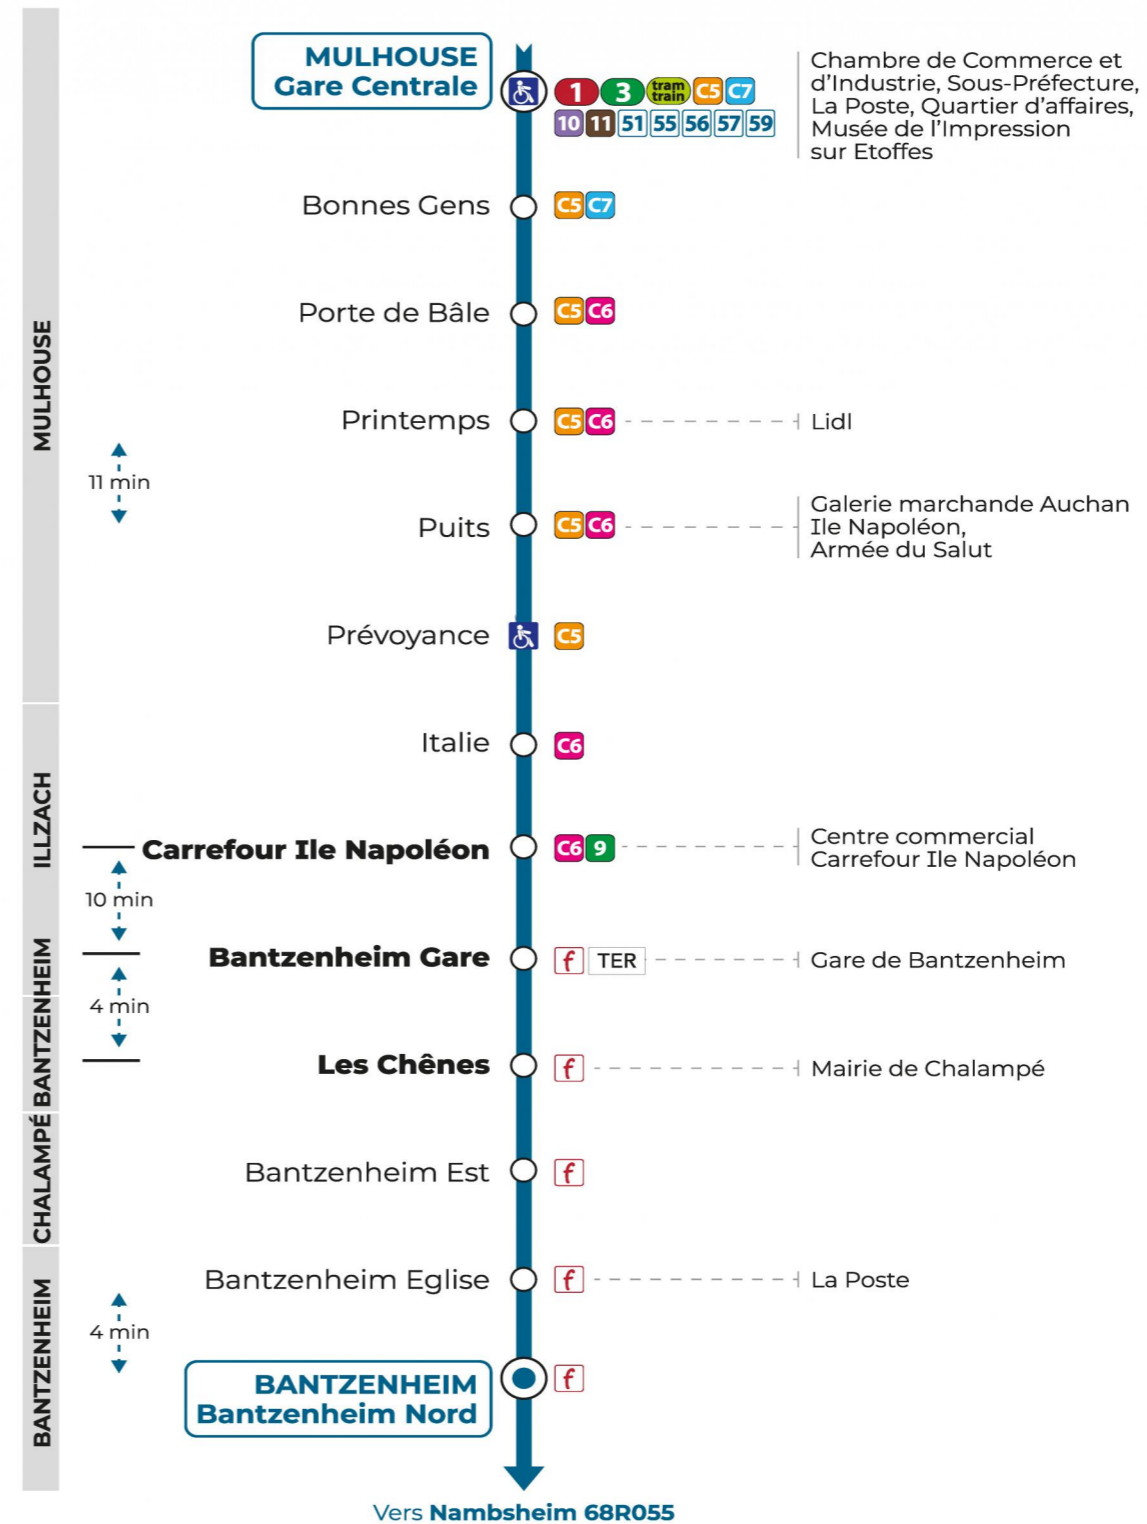 MULHOUSE
Gare Centrale
1 3 tram train C5 C7
10 11 51 55 56 57 59
Chambre de Commerce et
d'Industrie, Sous-Préfecture,
La Poste, Quartier d'affaires,
Musée de l'Impression
sur Etoffes
Bonnes Gens
C5 C7
Porte de Bâle
C5 C6
MULHOUSE
Printemps
C5 C6
Lidl
11 min
Puits
C5 C6
Galerie marchande Auchan
Ile Napoléon,
Armée du Salut
Prévoyance
C5
Italie
C6
ILLZACH
Carrefour Ile Napoléon
C6 9
Centre commercial
Carrefour Ile Napoléon
10 min
Bantzenheim Gare
f TER
Gare de Bantzenheim
BANTZENHEIM
4 min
Les Chênes
f
Mairie de Chalampé
CHALAMPÉ
Bantzenheim Est
f
Bantzenheim Eglise
f
La Poste
4 min
BANTZENHEIM
BANTZENHEIM
Bantzenheim Nord
f
Vers Nambsheim 68R055